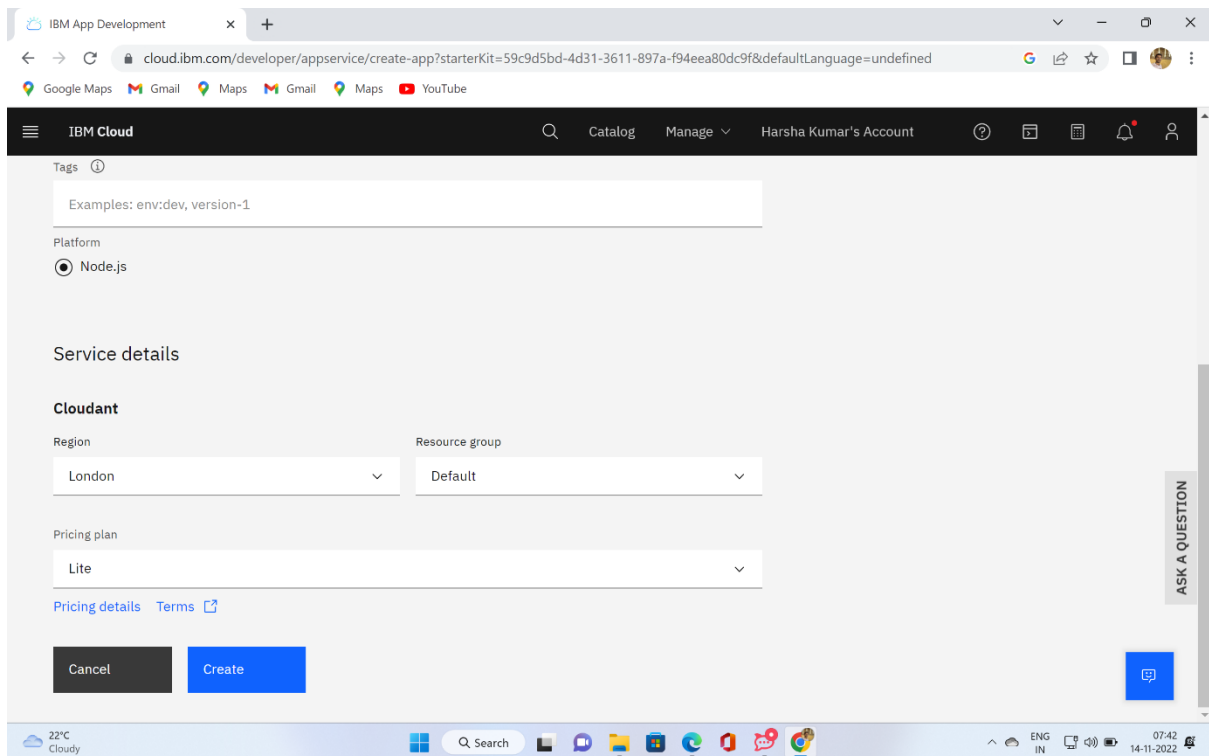 IBM App Development
cloud.ibm.com/developer/appservice/create-app?starterKit=59c9d5bd-4d31-3611-897a-f94eea80dc9f&defaultLanguage=undefined
Google Maps Gmail Maps Gmail Maps YouTube
IBM Cloud Catalog Manage Harsha Kumar's Account
Tags
Examples: env:dev, version-1
Platform
Node.js
Service details
Cloudant
Region Resource group
London Default
Pricing plan
Lite
Pricing details Terms
Cancel Create
ASK A QUESTION
22°C
Cloudy
Search
ENG
IN
07:42
14-11-2022